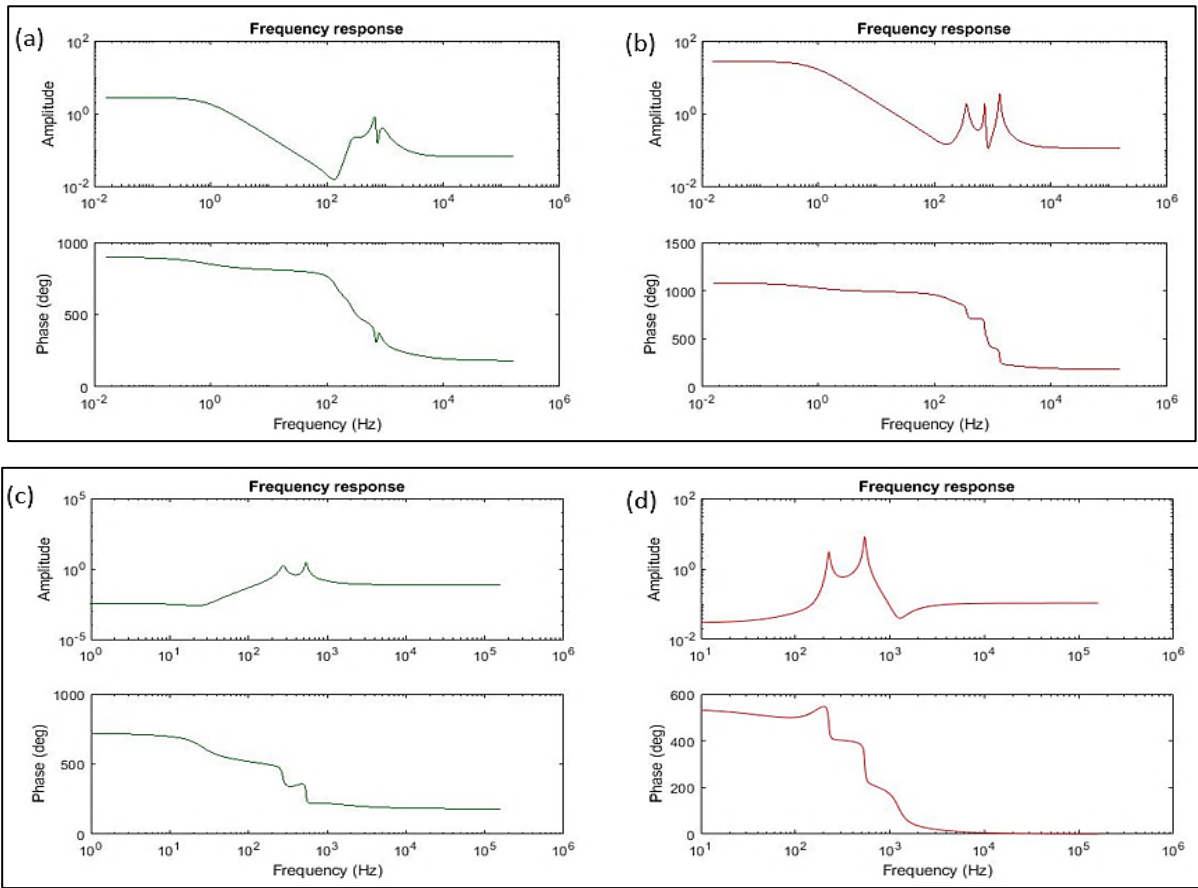 (a)
Frequency response
Amplitude
10^2
10^0
10^-2
10^-2 10^0 10^2 10^4 10^6
Phase (deg)
1000
500
0
10^-2 10^0 10^2 10^4 10^6
Frequency (Hz)
(b)
Frequency response
Amplitude
10^2
10^0
10^-2
10^-2 10^0 10^2 10^4 10^6
Phase (deg)
1500
1000
500
0
10^-2 10^0 10^2 10^4 10^6
Frequency (Hz)
(c)
Frequency response
Amplitude
10^5
10^0
10^-5
10^0 10^1 10^2 10^3 10^4 10^5 10^6
Phase (deg)
1000
500
0
10^0 10^1 10^2 10^3 10^4 10^5 10^6
Frequency (Hz)
(d)
Frequency response
Amplitude
10^2
10^0
10^-2
10^1 10^2 10^3 10^4 10^5 10^6
Phase (deg)
600
400
200
0
10^1 10^2 10^3 10^4 10^5 10^6
Frequency (Hz)